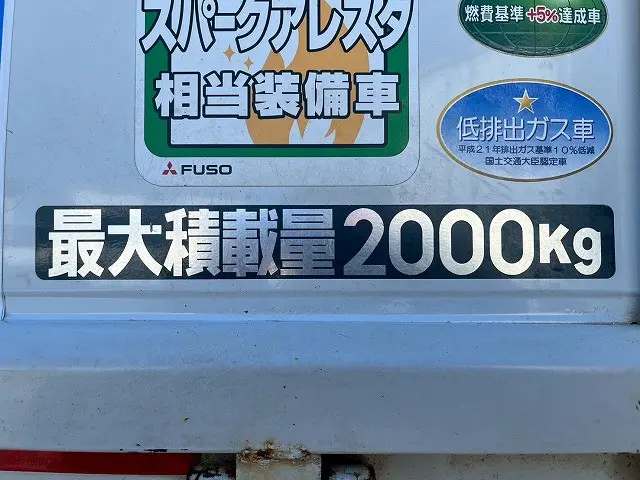 スパークアレスタ
相当装備車
FUSO
燃費基準+5%達成車
低排出ガス車
平成21年排出ガス基準10%低減
国土交通大臣認定車
最大積載量2000Kg